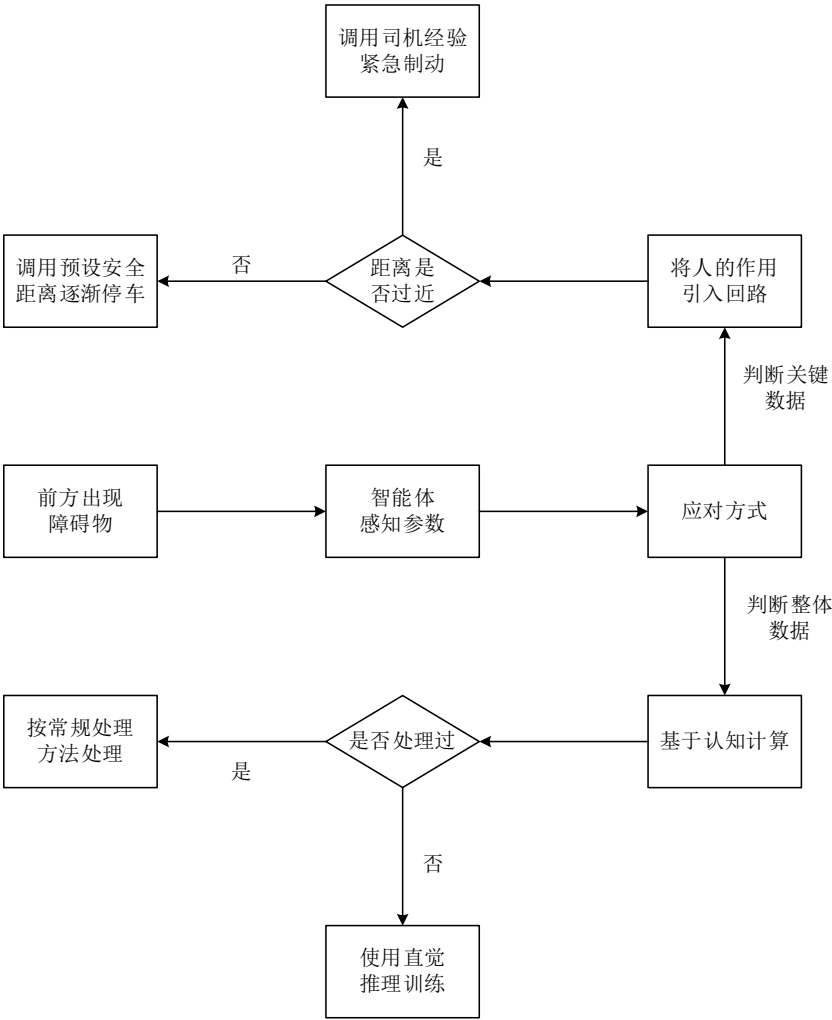 调用司机经验
紧急制动
是
调用预设安全
距离逐渐停车
否
距离是
否过近
将人的作用
引入回路
判断关键
数据
前方出现
障碍物
智能体
感知参数
应对方式
判断整体
数据
按常规处理
方法处理
是
是否处理过
基于认知计算
否
使用直觉
推理训练